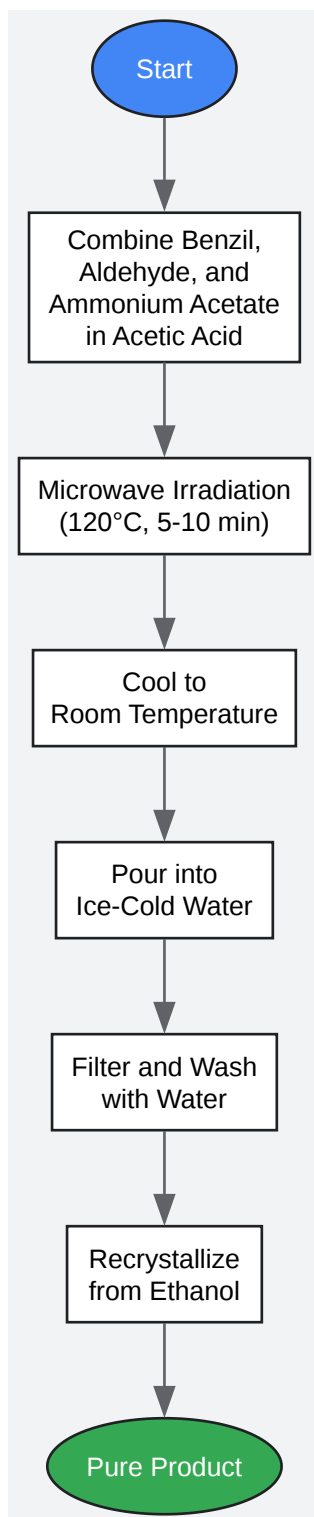 Start
Combine Benzil,
Aldehyde, and
Ammonium Acetate
in Acetic Acid
Microwave Irradiation
(120°C, 5-10 min)
Cool to
Room Temperature
Pour into
Ice-Cold Water
Filter and Wash
with Water
Recrystallize
from Ethanol
Pure Product